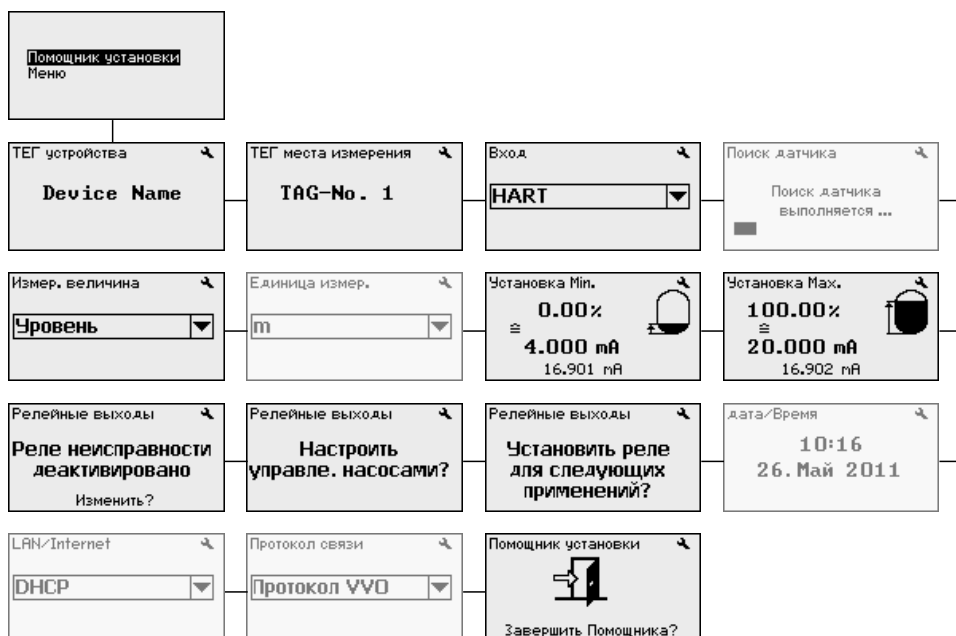 Помощник установки
Меню
ТЕГ устройства
Device Name
ТЕГ места измерения
TAG-No. 1
Вход
HART
Поиск датчика
Поиск датчика
выполняется ...
Измер. величина
Уровень
Единица измер.
m
Установка Min.
0.00%
≙
4.000 mA
16.901 mA
Установка Max.
100.00%
≙
20.000 mA
16.902 mA
Релейные выходы
Реле неисправности
деактивировано
Изменить?
Релейные выходы
Настроить
управле. насосами?
Релейные выходы
Установить реле
для следующих
применений?
дата/Время
10:16
26. Май 2011
LAN/Internet
DHCP
Протокол связи
Протокол VVO
Помощник установки
Завершить Помощника?